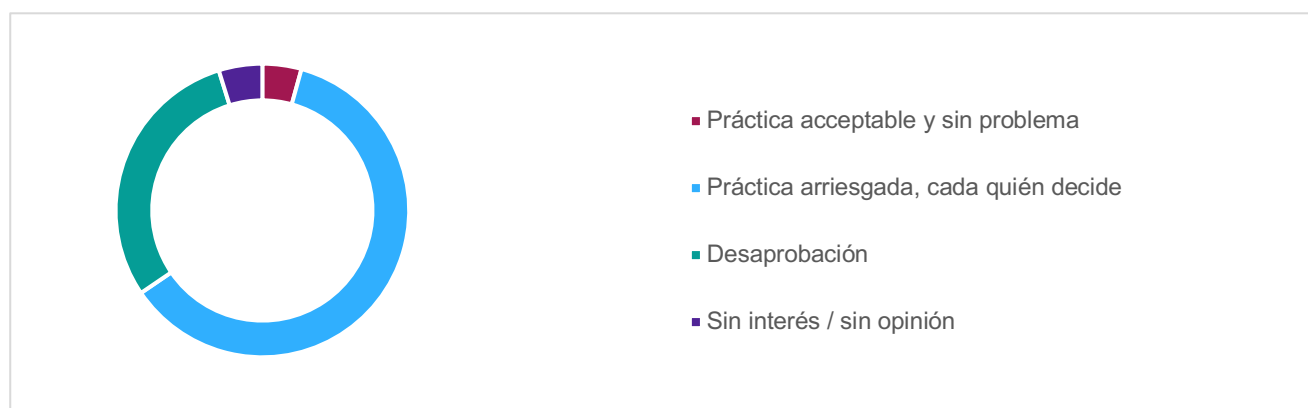 Práctica acceptable y sin problema
Práctica arriesgada, cada quién decide
Desaprobación
Sin interés / sin opinión